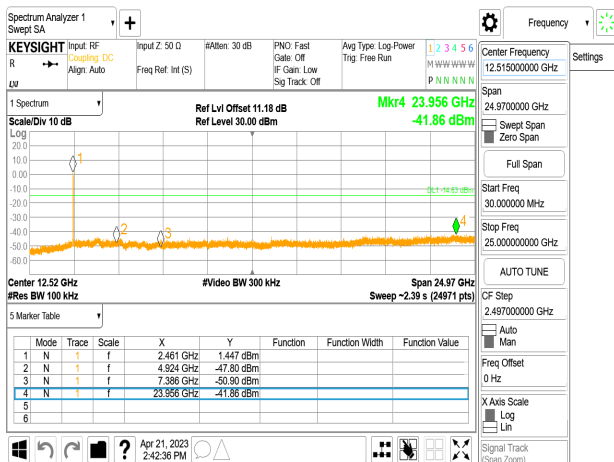 Spectrum Analyzer 1
Swept SA
+
Frequency
KEYSIGHT
R
LXI
Input: RF
Coupling: DC
Align: Auto
Input Z: 50 Ω
Freq Ref: Int (S)
#Atten: 30 dB
PNO: Fast
Gate: Off
IF Gain: Low
Sig Track: Off
Avg Type: Log-Power
Trig: Free Run
1 2 3 4 5 6
M W W W W W
P N N N N N
Center Frequency
12.515000000 GHz
Settings
Span
24.9700000 GHz
Swept Span
Zero Span
Full Span
Start Freq
30.000000 MHz
Stop Freq
25.000000000 GHz
AUTO TUNE
CF Step
2.497000000 GHz
Auto
Man
Freq Offset
0 Hz
X Axis Scale
Log
Lin
Signal Track
(Span Zoom)
1 Spectrum
Scale/Div 10 dB
Ref Lvl Offset 11.18 dB
Ref Level 30.00 dBm
Mkr4 23.956 GHz
-41.86 dBm
Log
20.0
10.0
0.00
-10.0
-20.0
-30.0
-40.0
-50.0
-60.0
1
2
3
4
DL1 -14.63 dBm
Center 12.52 GHz
#Video BW 300 kHz
Span 24.97 GHz
#Res BW 100 kHz
Sweep ~2.39 s (24971 pts)
5 Marker Table
Mode Trace Scale X Y Function Function Width Function Value
1 N 1 f 2.461 GHz 1.447 dBm
2 N 1 f 4.924 GHz -47.80 dBm
3 N 1 f 7.386 GHz -50.90 dBm
4 N 1 f 23.956 GHz -41.86 dBm
5
6
?
Apr 21, 2023
2:42:36 PM